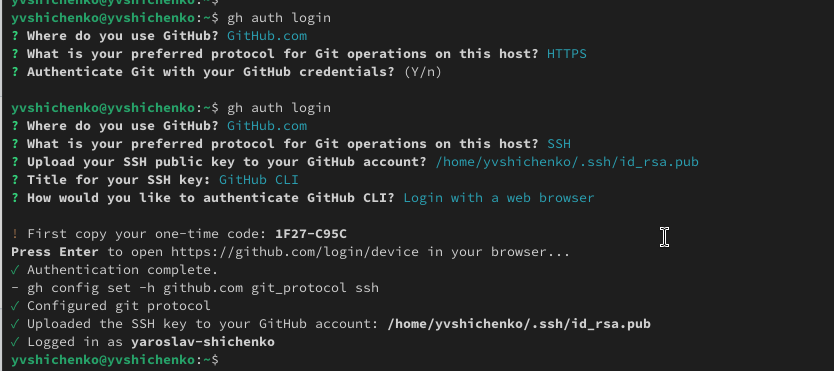 yvshichenko@yvshichenko:~$ gh auth login
? Where do you use GitHub? GitHub.com
? What is your preferred protocol for Git operations on this host? HTTPS
? Authenticate Git with your GitHub credentials? (Y/n)
yvshichenko@yvshichenko:~$ gh auth login
? Where do you use GitHub? GitHub.com
? What is your preferred protocol for Git operations on this host? SSH
? Upload your SSH public key to your GitHub account? /home/yvshichenko/.ssh/id_rsa.pub
? Title for your SSH key: GitHub CLI
? How would you like to authenticate GitHub CLI? Login with a web browser
! First copy your one-time code: 1F27-C95C
Press Enter to open https://github.com/login/device in your browser...
✓ Authentication complete.
- gh config set -h github.com git_protocol ssh
✓ Configured git protocol
✓ Uploaded the SSH key to your GitHub account: /home/yvshichenko/.ssh/id_rsa.pub
✓ Logged in as yaroslav-shichenko
yvshichenko@yvshichenko:~$